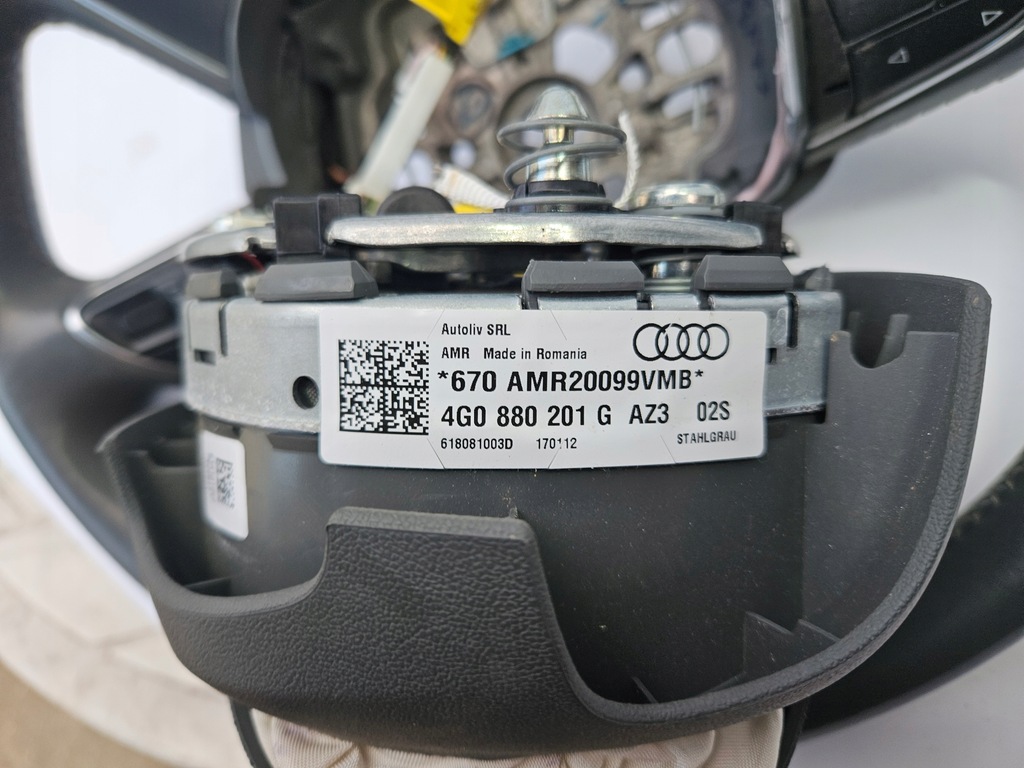 Autoliv SRL
AMR Made in Romania
*670 AMR20099VMB*
4G0 880 201 G AZ3 02S
618081003D 170112
STAHLGRAU